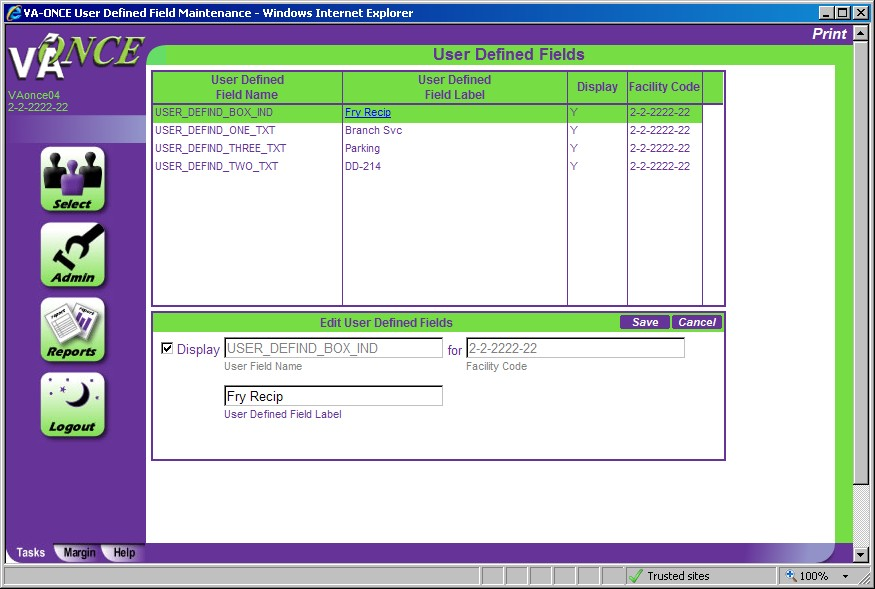 VA-ONCE User Defined Field Maintenance - Windows Internet Explorer
VA ONCE
Print
VAonce04
2-2-2222-22
User Defined Fields
User Defined Field Name User Defined Field Label Display Facility Code
USER_DEFIND_BOX_IND Fry Recip Y 2-2-2222-22
USER_DEFIND_ONE_TXT Branch Svc Y 2-2-2222-22
USER_DEFIND_THREE_TXT Parking Y 2-2-2222-22
USER_DEFIND_TWO_TXT DD-214 Y 2-2-2222-22
Select
Admin
report report
Reports
Logout
Edit User Defined Fields Save Cancel
Display USER_DEFIND_BOX_IND for 2-2-2222-22
User Field Name Facility Code
Fry Recip
User Defined Field Label
Tasks Margin Help
Trusted sites 100%